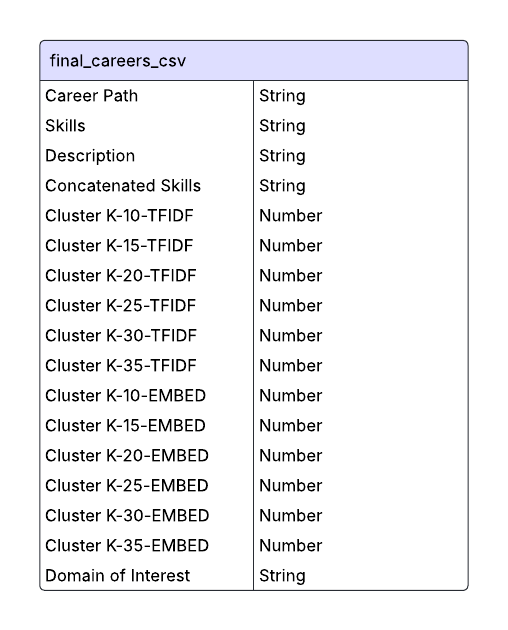 final_careers_csv
Career Path String
Skills String
Description String
Concatenated Skills String
Cluster K-10-TFIDF Number
Cluster K-15-TFIDF Number
Cluster K-20-TFIDF Number
Cluster K-25-TFIDF Number
Cluster K-30-TFIDF Number
Cluster K-35-TFIDF Number
Cluster K-10-EMBED Number
Cluster K-15-EMBED Number
Cluster K-20-EMBED Number
Cluster K-25-EMBED Number
Cluster K-30-EMBED Number
Cluster K-35-EMBED Number
Domain of Interest String